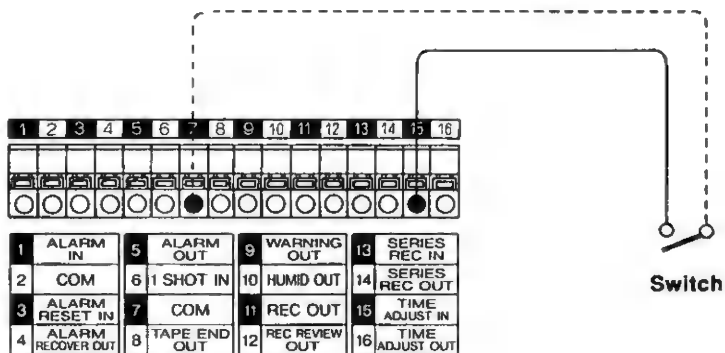 1 2 3 4 5 6 7 8 9 10 11 12 13 14 15 16
1 ALARM IN
2 COM
3 ALARM RESET IN
4 ALARM RECOVER OUT
5 ALARM OUT
6 1 SHOT IN
7 COM
8 TAPE END OUT
9 WARNING OUT
10 HUMID OUT
11 REC OUT
12 REC REVIEW OUT
13 SERIES REC IN
14 SERIES REC OUT
15 TIME ADJUST IN
16 TIME ADJUST OUT
Switch